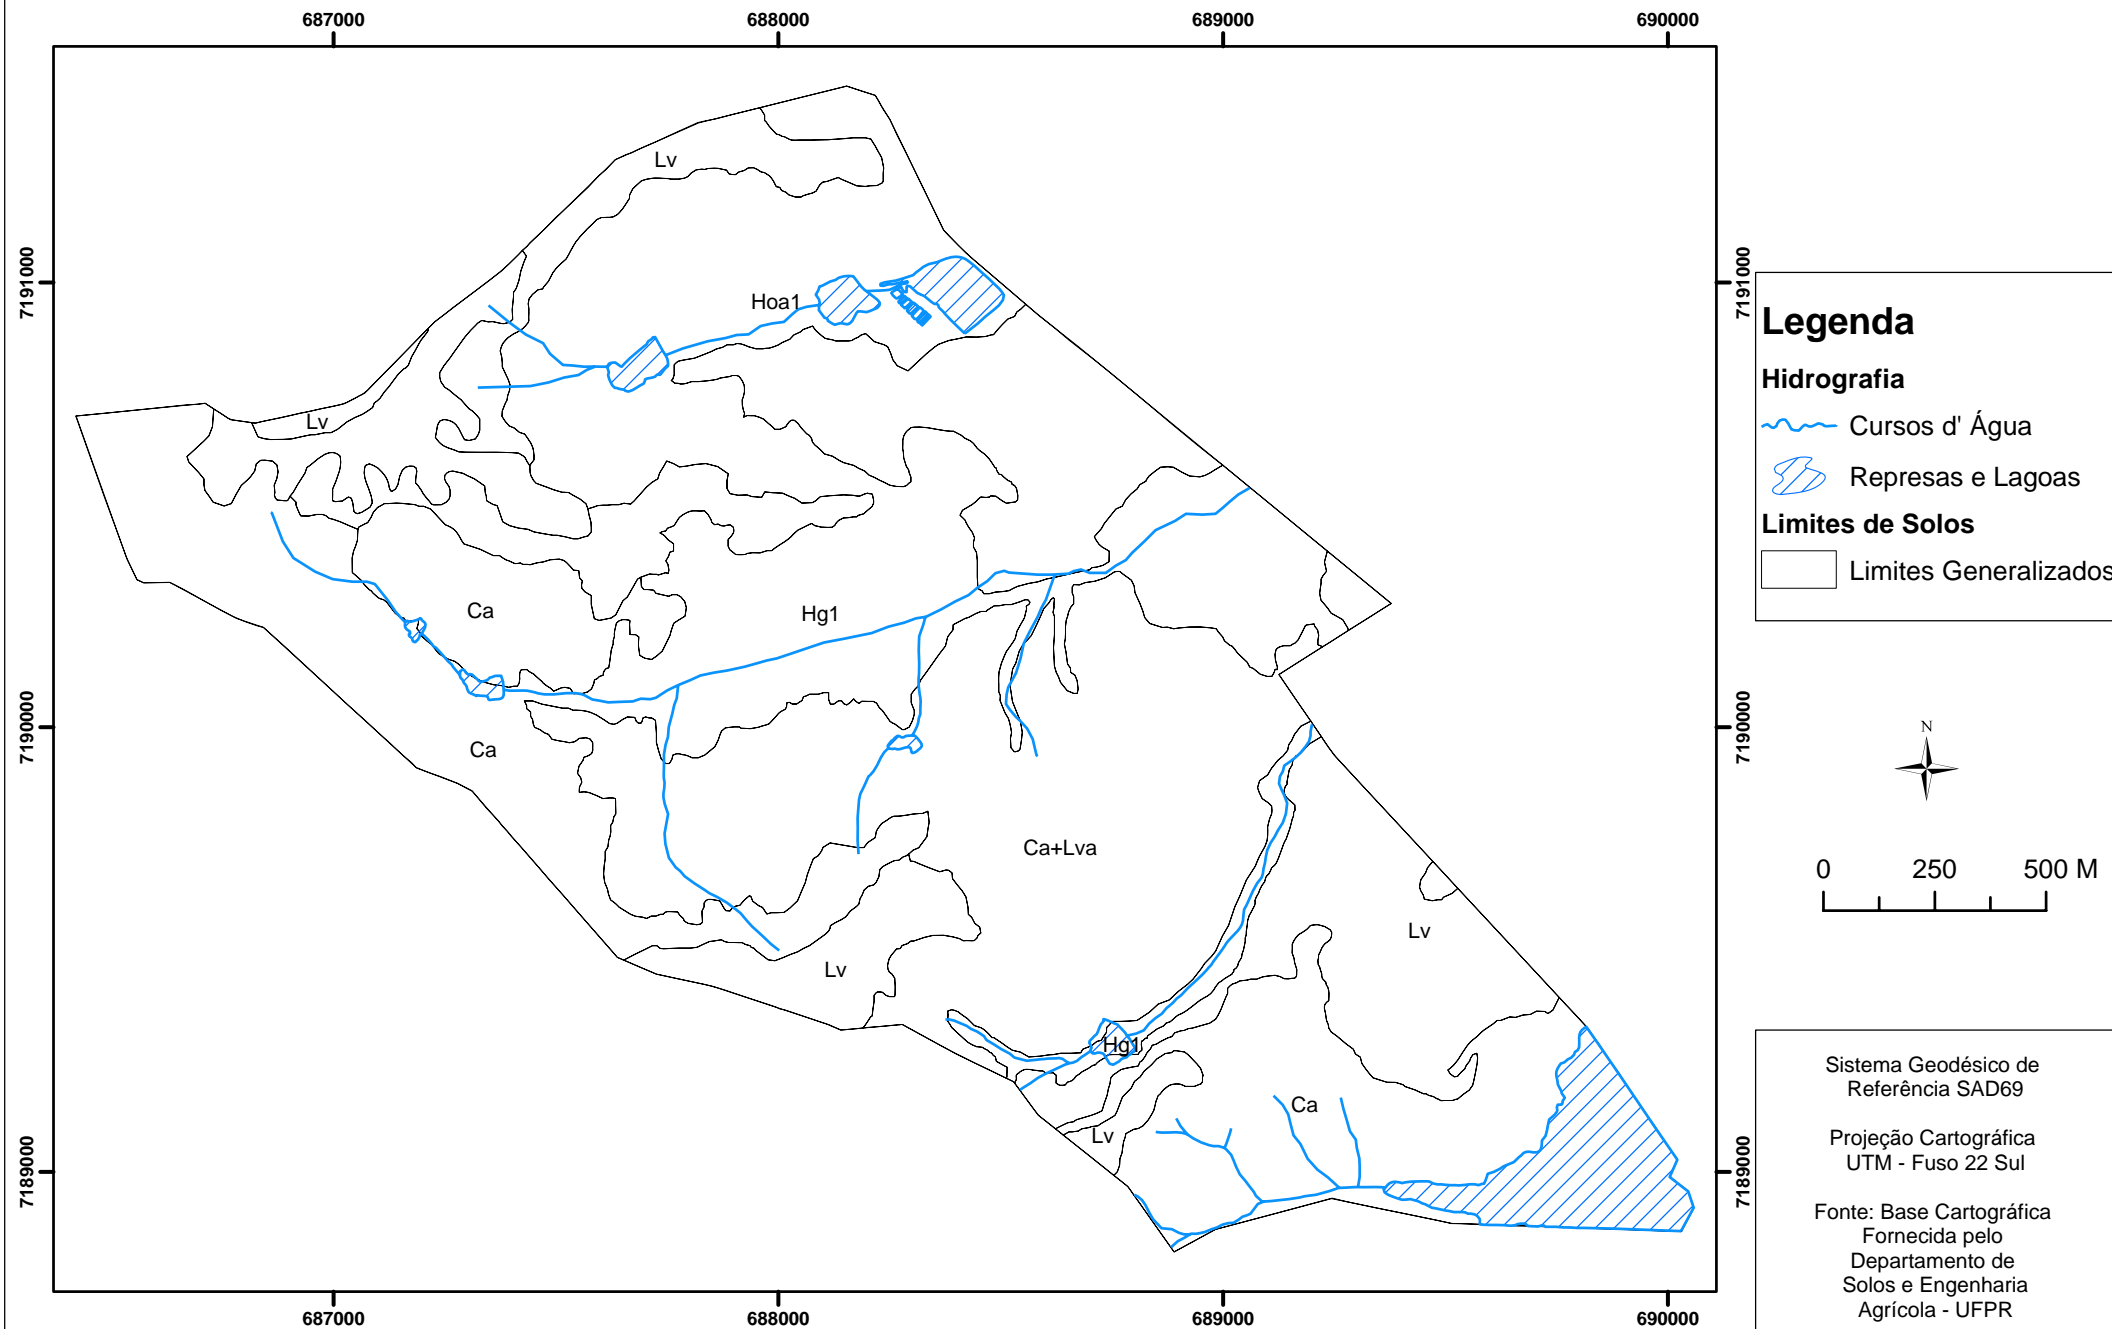 687000
688000
689000
690000
Lv
7191000
7191000
Hoa1
Legenda
Hidrografia
Lv
Cursos d' Água
Represas e Lagoas
Limites de Solos
Limites Generalizados
Ca
Hg1
7190000
7190000
Ca
N
Ca+Lva
0 250 500 M
Lv
Lv
Hg1
Sistema Geodésico de
Referência SAD69
Ca
Lv
Projeção Cartográfica
UTM - Fuso 22 Sul
7189000
7189000
Fonte: Base Cartográfica
Fornecida pelo
Departamento de
Solos e Engenharia
Agrícola - UFPR
687000
688000
689000
690000